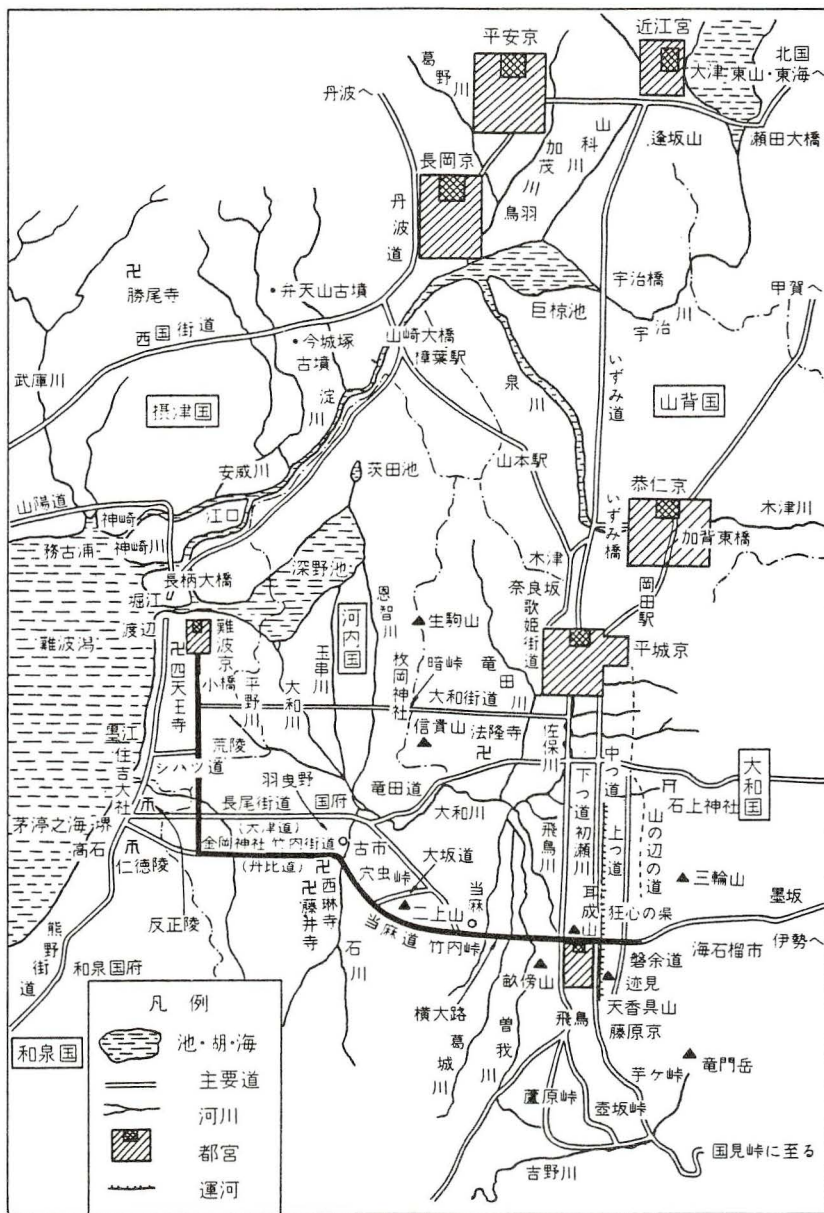 平安京
近江宮
北国
東山・東海へ
大津
葛野川
丹波へ
山科川
加茂川
逢坂山
瀬田大橋
長岡京
鳥羽
丹波道
卍
勝尾寺
弁天山古墳
宇治橋
巨椋池
宇治川
甲賀へ
西国街道
今城塚
古墳
山崎大橋
樟葉駅
武庫川
淀川
泉川
いずみ道
摂津国
山背国
安威川
茨田池
山本駅
恭仁京
木津川
山陽道
神崎
江口
いずみ橋
加背東橋
務古浦
神崎川
深野池
木津
長柄大橋
恩智川
奈良坂
岡田駅
堀江
生駒山
歌姫街道
渡辺
難波京
河内国
平城京
難波潟
卍四天王寺
小橋
平野川
玉串川
暗峠
枚岡神社
竜田川
大和川
大和街道
信貴山
法隆寺
卍
佐保川
中つ道
墨江
荒陵
シハツ道
住吉大社
羽曳野
竜田道
下つ道
大和国
石上神社
長尾街道
国府
大和川
飛鳥川
初瀬川
上つ道
山の辺の道
茅渟之海
堺
(大津道)
金岡神社
竹内街道
古市
大坂道
高石
仁徳陵
(丹比道)
穴虫峠
当麻
耳成山
三輪山
墨坂
反正陵
卍西琳寺
卍藤井寺
二上山
狂心の渠
当麻道
竹内峠
海石榴市
伊勢へ
熊野街道
石川
磐余道
和泉国府
畝傍山
迹見
天香具山
横大路
飛鳥
藤原京
和泉国
葛城川
曽我川
芋ケ峠
竜門岳
蘆原峠
壺坂峠
国見峠に至る
吉野川
凡例
池・胡・海
主要道
河川
都宮
運河